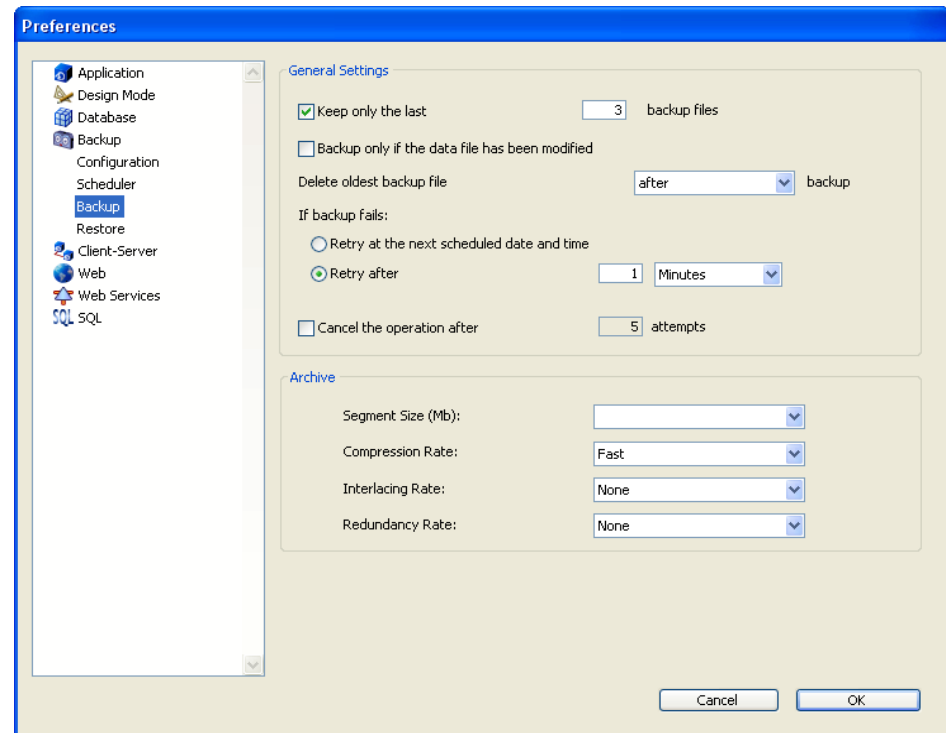 Preferences
Application
Design Mode
Database
Backup
Configuration
Scheduler
Backup
Restore
Client-Server
Web
Web Services
SQL SQL
General Settings
Keep only the last 3 backup files
Backup only if the data file has been modified
Delete oldest backup file after backup
If backup fails:
Retry at the next scheduled date and time
Retry after 1 Minutes
Cancel the operation after 5 attempts
Archive
Segment Size (Mb):
Compression Rate: Fast
Interlacing Rate: None
Redundancy Rate: None
Cancel OK